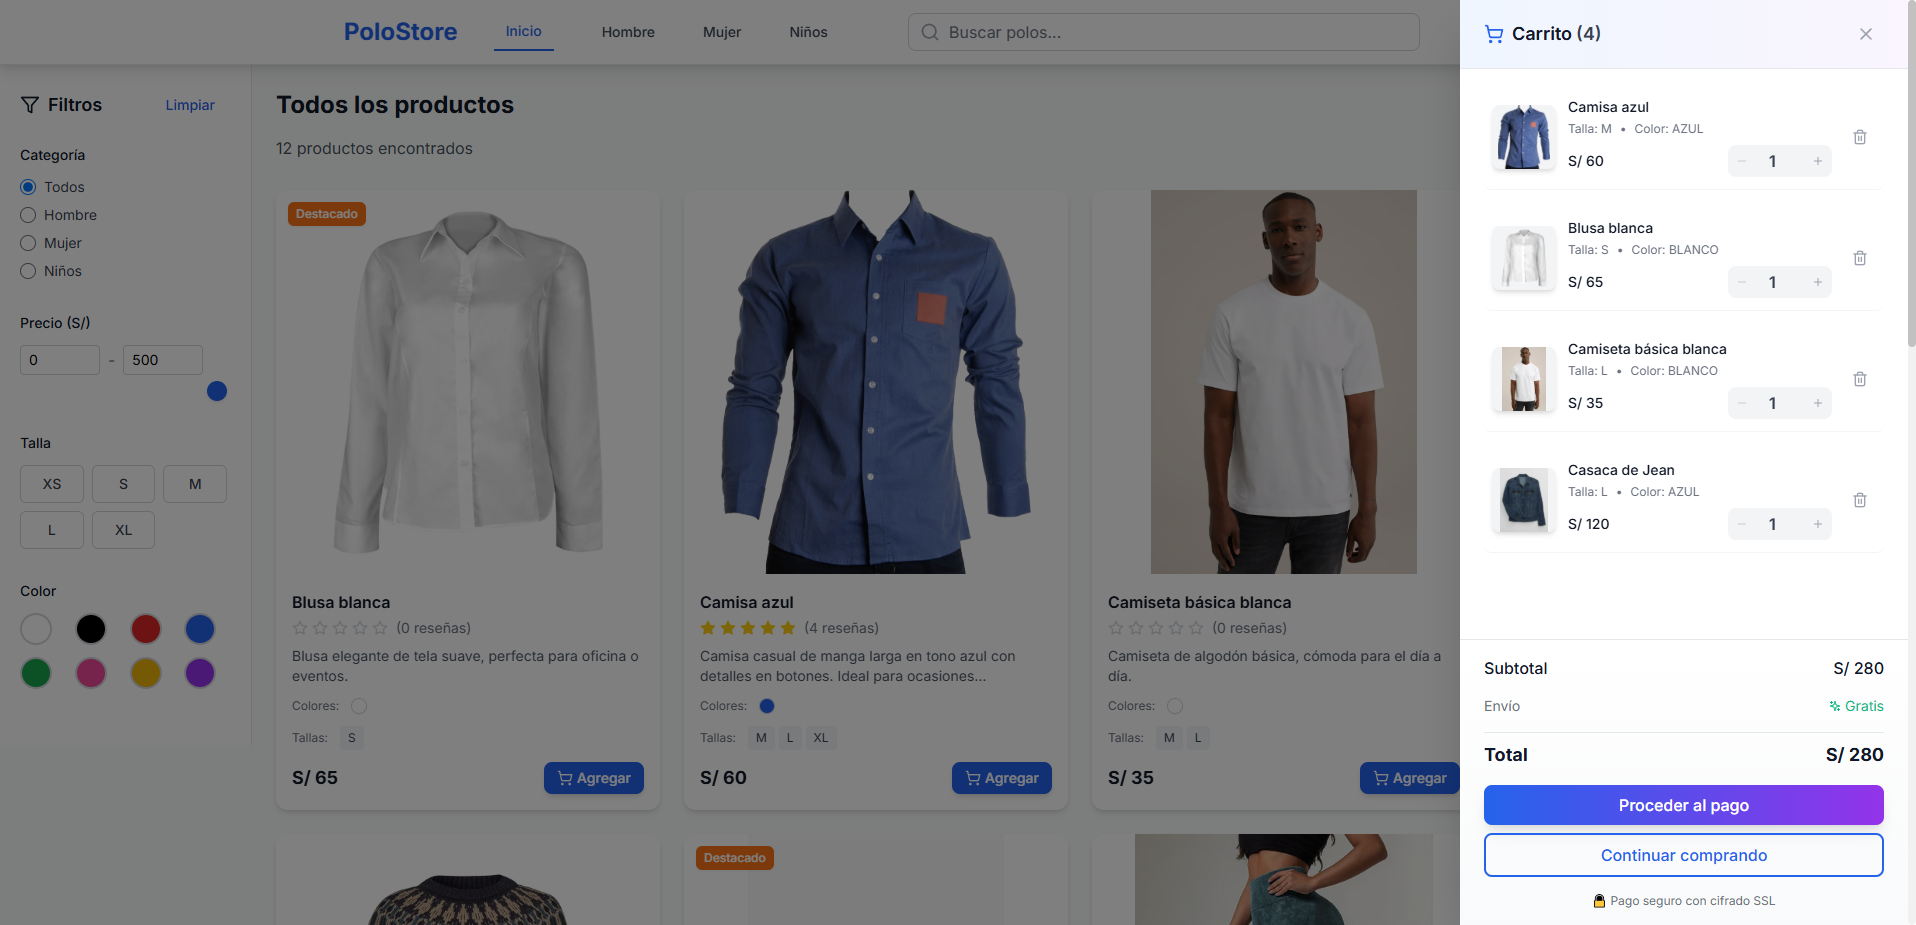 PoloStore
Inicio
Hombre
Mujer
Niños
Buscar polos...
Filtros
Limpiar
Categoría
Todos
Hombre
Mujer
Niños
Precio (S/)
0 - 500
Talla
XS S M
L XL
Color
Todos los productos
12 productos encontrados
Destacado
Blusa blanca
(0 reseñas)
Blusa elegante de tela suave, perfecta para oficina o
eventos.
Colores:
Tallas: S
S/ 65
Agregar
Camisa azul
(4 reseñas)
Camisa casual de manga larga en tono azul con
detalles en botones. Ideal para ocasiones...
Colores:
Tallas: M L XL
S/ 60
Agregar
Camiseta básica blanca
(0 reseñas)
Camiseta de algodón básica, cómoda para el día a
día.
Colores:
Tallas: M L
S/ 35
Agregar
Destacado
Carrito (4)
Camisa azul
Talla: M • Color: AZUL
S/ 60
− 1 +
Blusa blanca
Talla: S • Color: BLANCO
S/ 65
− 1 +
Camiseta básica blanca
Talla: L • Color: BLANCO
S/ 35
− 1 +
Casaca de Jean
Talla: L • Color: AZUL
S/ 120
− 1 +
Subtotal S/ 280
Envío Gratis
Total S/ 280
Proceder al pago
Continuar comprando
Pago seguro con cifrado SSL